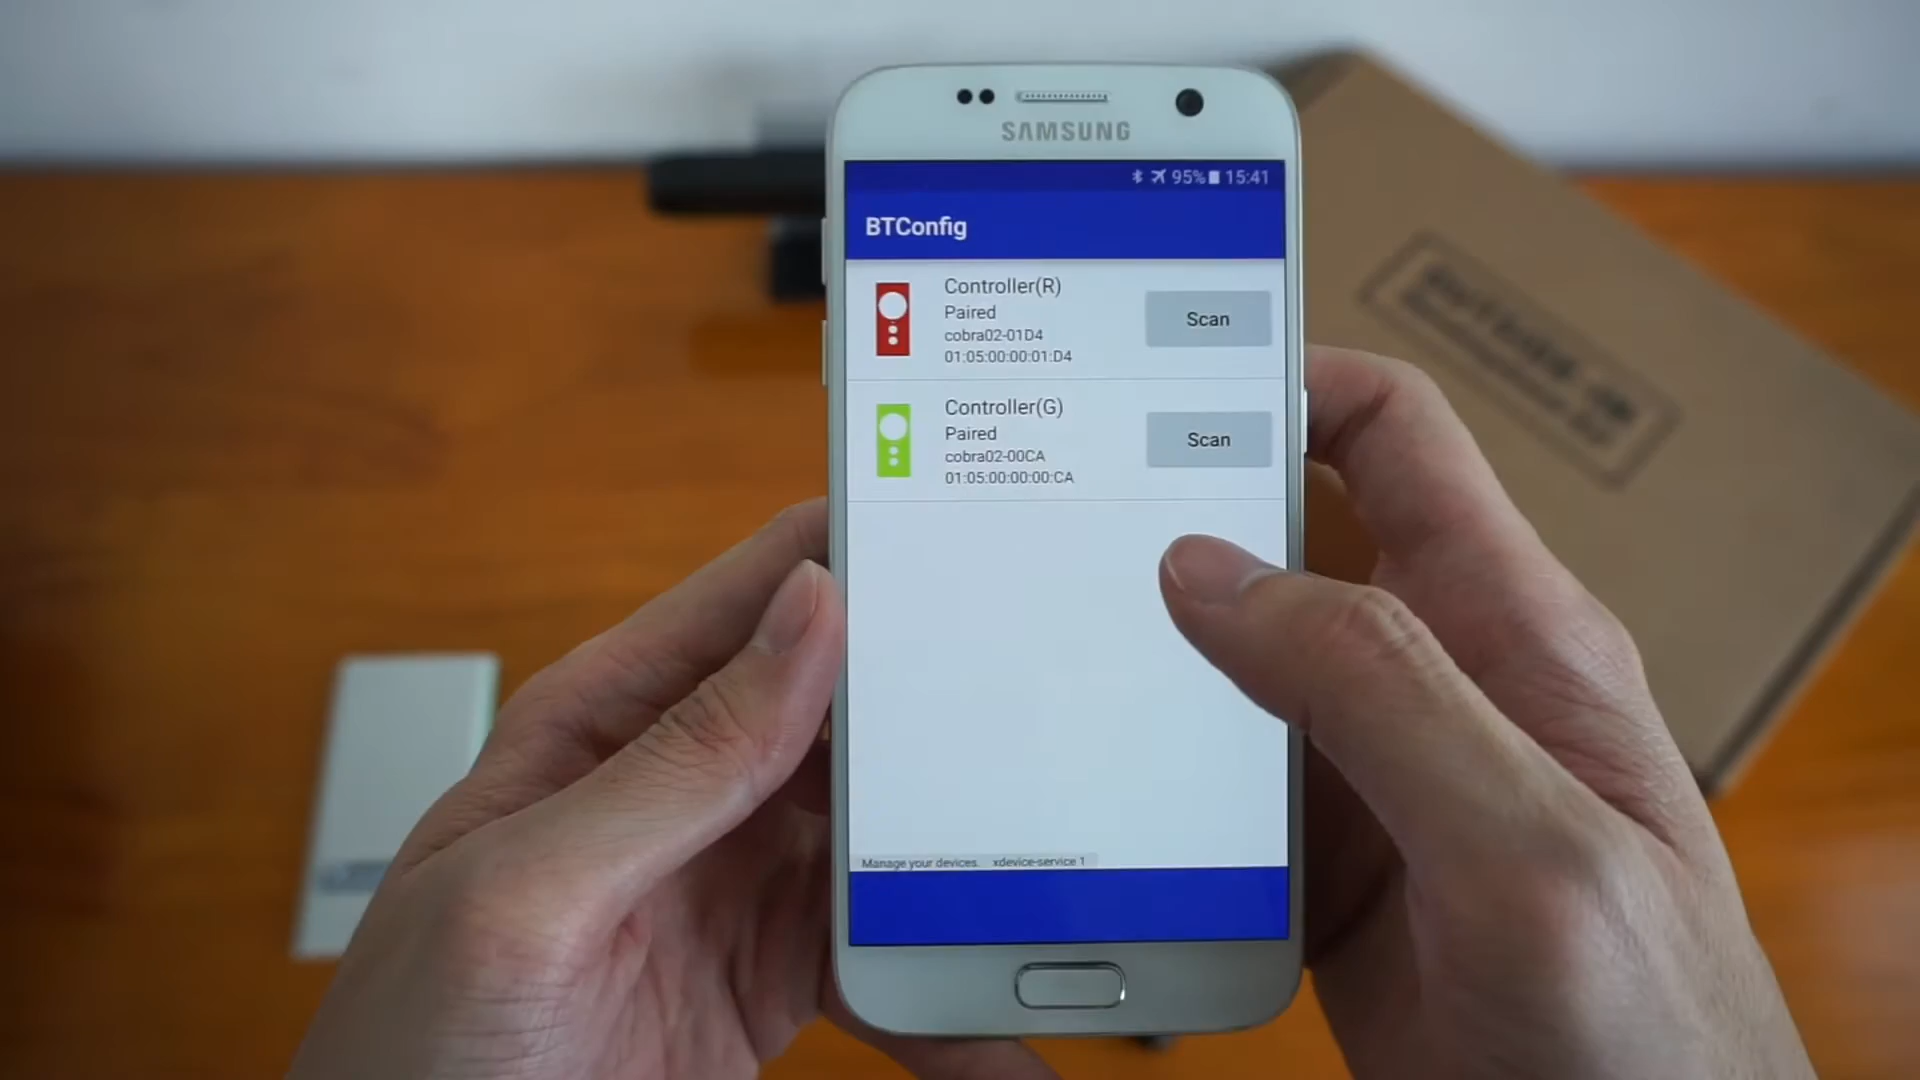 SAMSUNG
95% 15:41
BTConfig
Controller(R)
Paired
cobra02-01D4
01:05:00:00:01:D4
Scan
Controller(G)
Paired
cobra02-00CA
01:05:00:00:00:CA
Scan
Manage your devices. xdevice-service 1